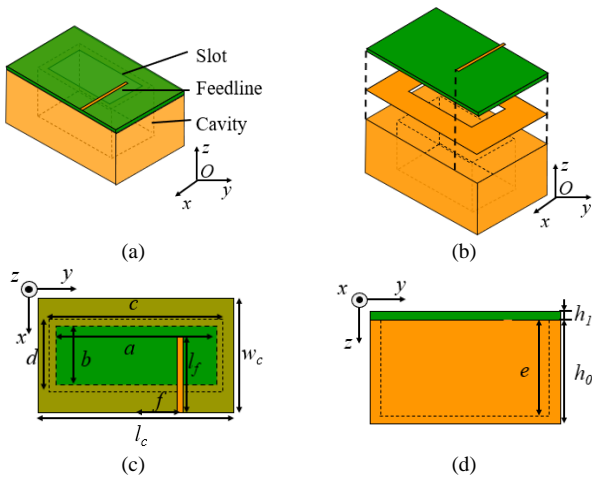 Slot
Feedline
Cavity
z
O
y
x
(a)
z
O
y
x
(b)
z
y
x
c
a
d
b
l_f
w_c
f
l_c
(c)
x
y
z
h_1
e
h_0
(d)